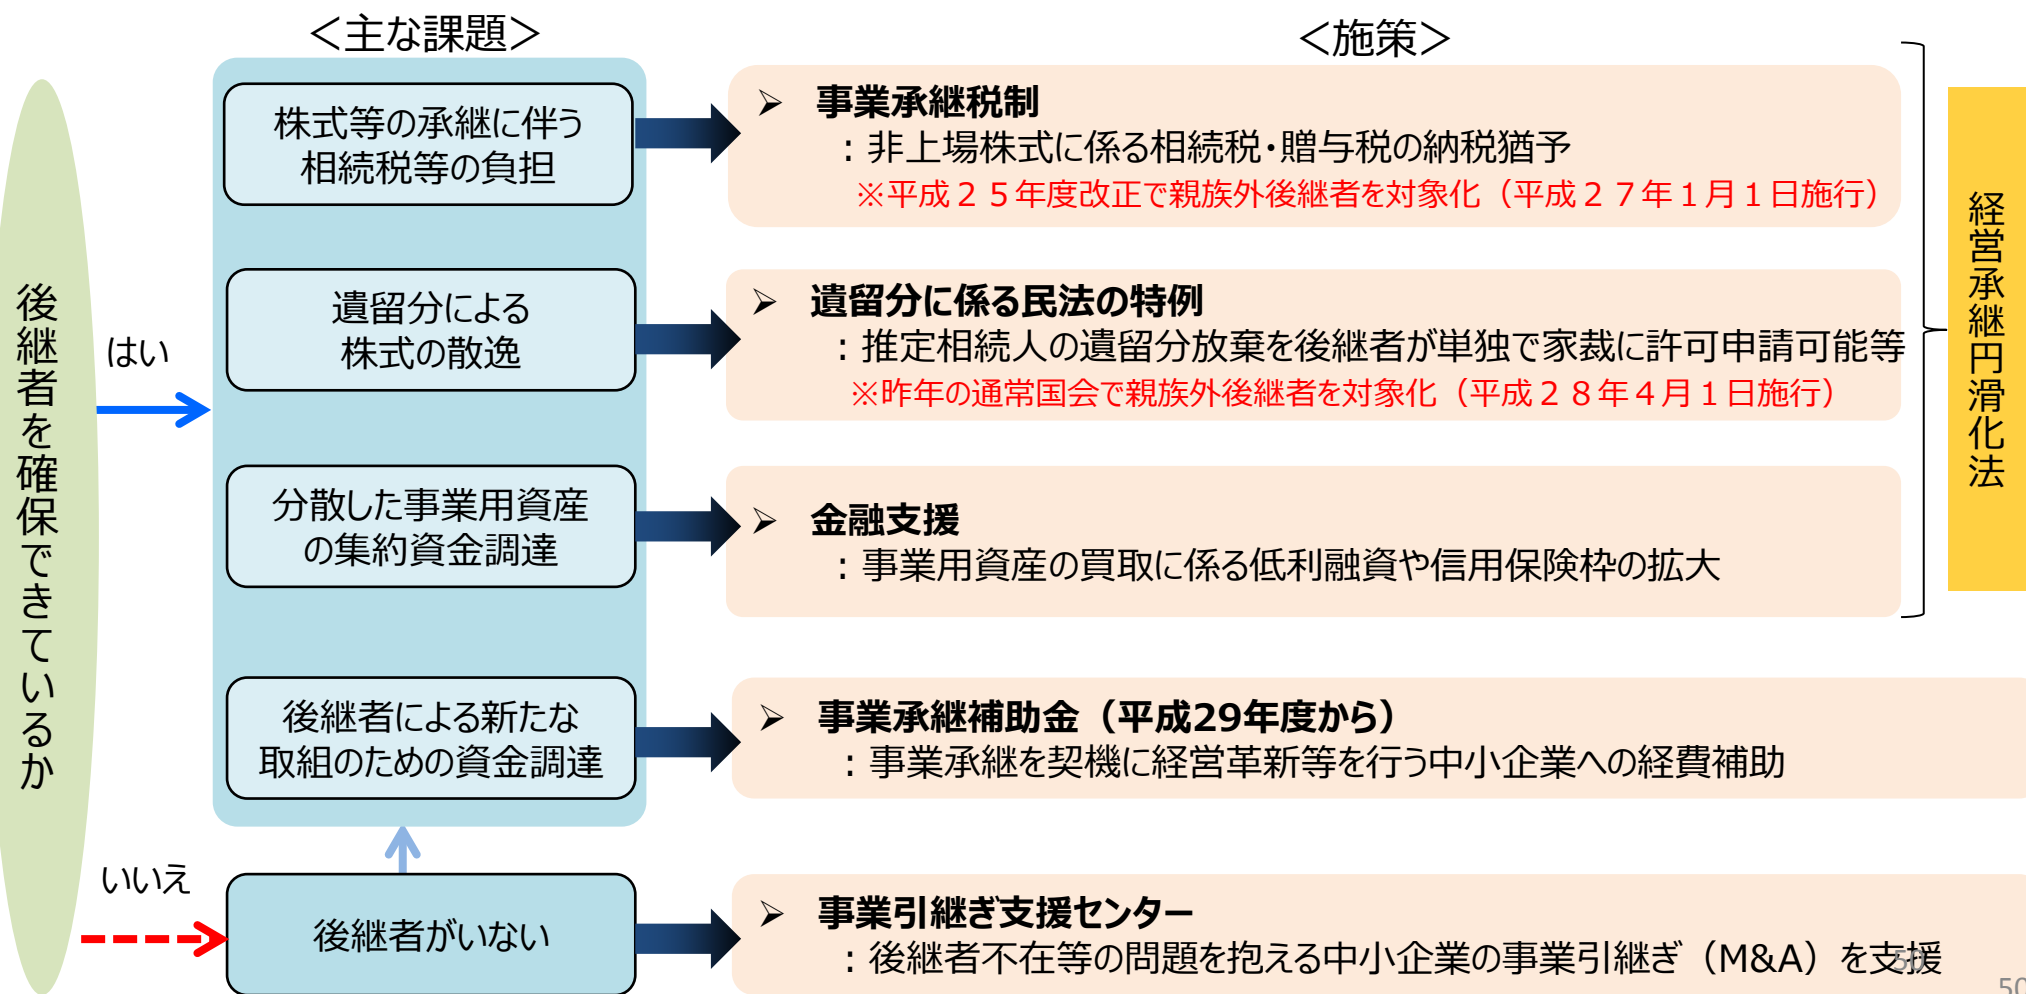 ＜主な課題＞
＜施策＞
後継者を確保できているか
はい
株式等の承継に伴う
相続税等の負担
➢ 事業承継税制
：非上場株式に係る相続税・贈与税の納税猶予
※平成２５年度改正で親族外後継者を対象化（平成２７年１月１日施行）
遺留分による
株式の散逸
➢ 遺留分に係る民法の特例
：推定相続人の遺留分放棄を後継者が単独で家裁に許可申請可能等
※昨年の通常国会で親族外後継者を対象化（平成２８年４月１日施行）
分散した事業用資産
の集約資金調達
➢ 金融支援
：事業用資産の買取に係る低利融資や信用保険枠の拡大
経営承継円滑化法
後継者による新たな
取組のための資金調達
➢ 事業承継補助金（平成29年度から）
：事業承継を契機に経営革新等を行う中小企業への経費補助
いいえ
後継者がいない
➢ 事業引継ぎ支援センター
：後継者不在等の問題を抱える中小企業の事業引継ぎ（M&A）を支援
50
50